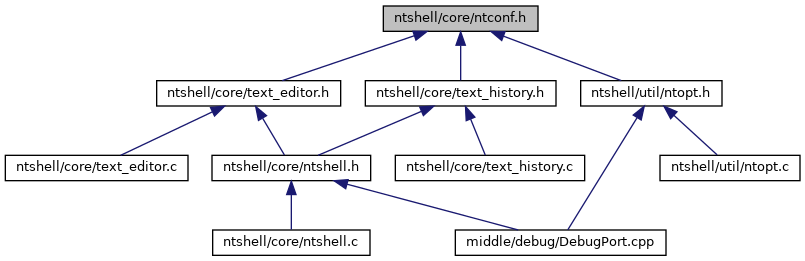 ntshell/core/ntconf.h
ntshell/core/text_editor.h
ntshell/core/text_history.h
ntshell/util/ntopt.h
ntshell/core/text_editor.c
ntshell/core/ntshell.h
ntshell/core/text_history.c
ntshell/util/ntopt.c
ntshell/core/ntshell.c
middle/debug/DebugPort.cpp